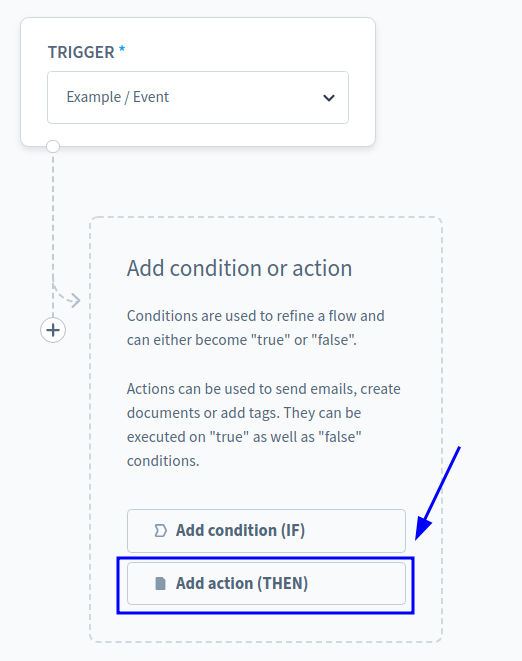 TRIGGER *
Example / Event
Add condition or action
Conditions are used to refine a flow and
can either become "true" or "false".
Actions can be used to send emails, create
documents or add tags. They can be
executed on "true" as well as "false"
conditions.
Add condition (IF)
Add action (THEN)